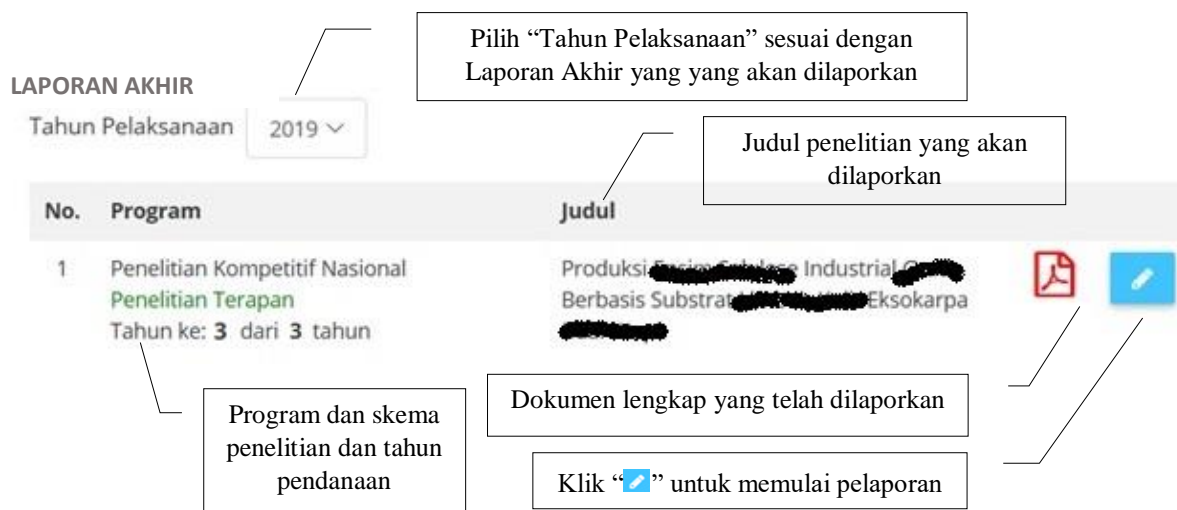 Pilih “Tahun Pelaksanaan” sesuai dengan
Laporan Akhir yang yang akan dilaporkan
LAPORAN AKHIR
Tahun Pelaksanaan 2019
Judul penelitian yang akan
dilaporkan
No. Program Judul
1 Penelitian Kompetitif Nasional Produksi Industrial
Penelitian Terapan Berbasis Substrat Eksokarpa
Tahun ke: 3 dari 3 tahun
Dokumen lengkap yang telah dilaporkan
Program dan skema
penelitian dan tahun
pendanaan
Klik “” untuk memulai pelaporan